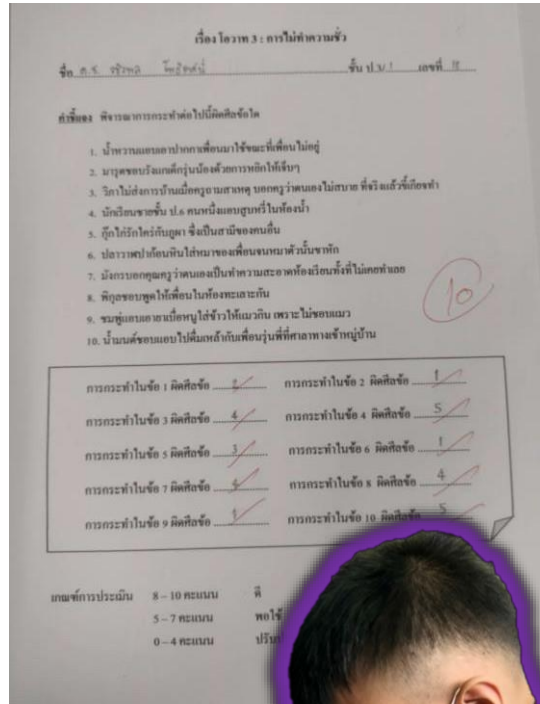 เรื่อง โอวาท 3 : การไม่ทำความชั่ว
ชื่อ ด.ช. ชั้น ป.ม 1 เลขที่ 18
คำชี้แจง พิจารณาการกระทำต่อไปนี้ผิดศีลข้อใด
1. น้ำหวานแอบเอาปากกาเพื่อนมาใช้ขณะที่เพื่อนไม่อยู่
2. มารุตชอบรังแกเด็กรุ่นน้องด้วยการหยิกให้เจ็บๆ
3. วิภาไม่ส่งการบ้านเมื่อครูถามสาเหตุ บอกครูว่าตนเองไม่สบาย ที่จริงแล้วขี้เกียจทำ
4. นักเรียนชายชั้น ป.6 คนหนึ่งแอบสูบหรี่ในห้องน้ำ
5. กุ๊กไก่รักใคร่กับภูผา ซึ่งเป็นสามีของคนอื่น
6. ปลาวาฬปาก้อนหินใส่หมาของเพื่อนจนหมาตัวนั้นขาหัก
7. มังกรบอกคุณครูว่าตนเองเป็นทำความสะอาดห้องเรียนทั้งที่ไม่เคยทำเลย
8. พิกุลชอบพูดให้เพื่อนในห้องทะเลาะกัน
9. ชมพู่แอบเอายาเบื่อหนูใส่ข้าวให้แมวกิน เพราะไม่ชอบแมว
10. น้ำมนต์ชอบแอบไปดื่มเหล้ากับเพื่อนรุ่นพี่ที่ศาลาทางเข้าหมู่บ้าน
10
การกระทำในข้อ 1 ผิดศีลข้อ 2 การกระทำในข้อ 2 ผิดศีลข้อ 1
การกระทำในข้อ 3 ผิดศีลข้อ 4 การกระทำในข้อ 4 ผิดศีลข้อ 5
การกระทำในข้อ 5 ผิดศีลข้อ 3 การกระทำในข้อ 6 ผิดศีลข้อ 1
การกระทำในข้อ 7 ผิดศีลข้อ 4 การกระทำในข้อ 8 ผิดศีลข้อ 4
การกระทำในข้อ 9 ผิดศีลข้อ 1 การกระทำในข้อ 10 ผิดศีลข้อ 5
เกณฑ์การประเมิน 8 – 10 คะแนน ดี
5 – 7 คะแนน พอใช้
0 – 4 คะแนน ปรับ